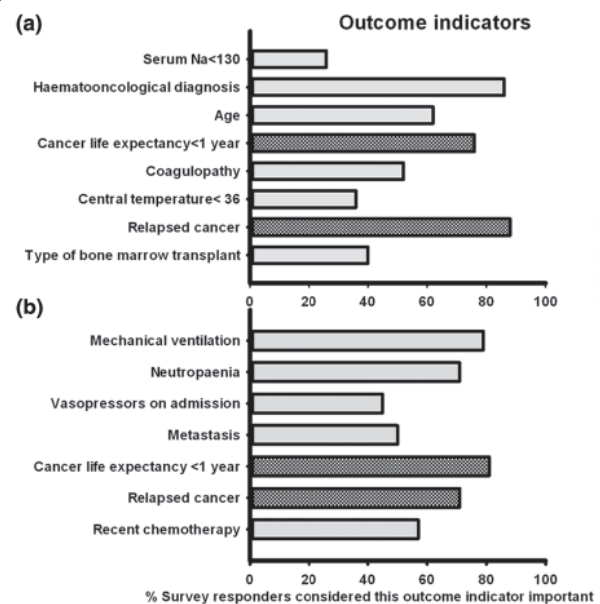 (a)
Outcome indicators
Serum Na<130
Haematooncological diagnosis
Age
Cancer life expectancy<1 year
Coagulopathy
Central temperature< 36
Relapsed cancer
Type of bone marrow transplant
0 20 40 60 80 100
(b)
Mechanical ventilation
Neutropaenia
Vasopressors on admission
Metastasis
Cancer life expectancy <1 year
Relapsed cancer
Recent chemotherapy
0 20 40 60 80 100
% Survey responders considered this outcome indicator important